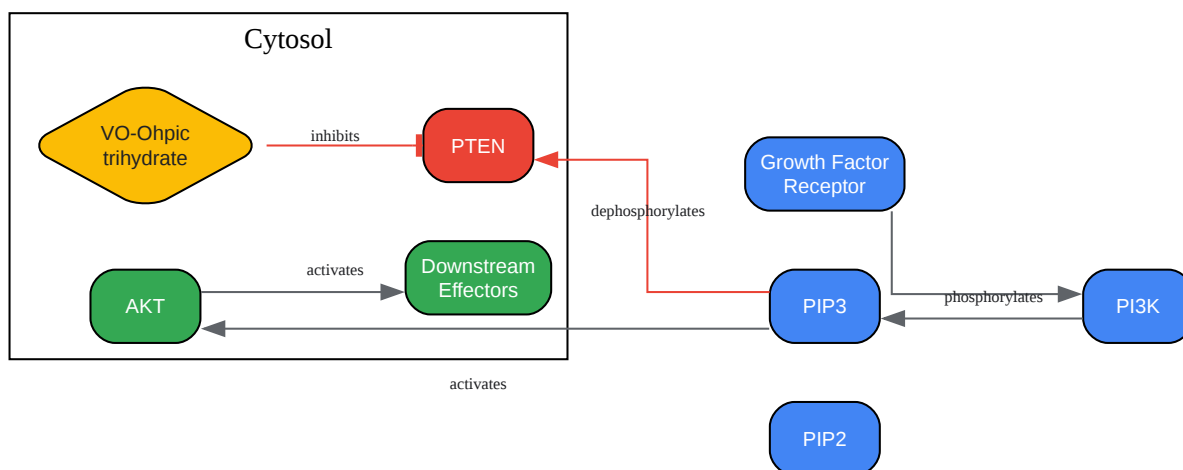 Cytosol
VO-Ohpic
trihydrate
inhibits
PTEN
Growth Factor
Receptor
dephosphorylates
AKT
activates
Downstream
Effectors
PIP3
phosphorylates
PI3K
activates
PIP2